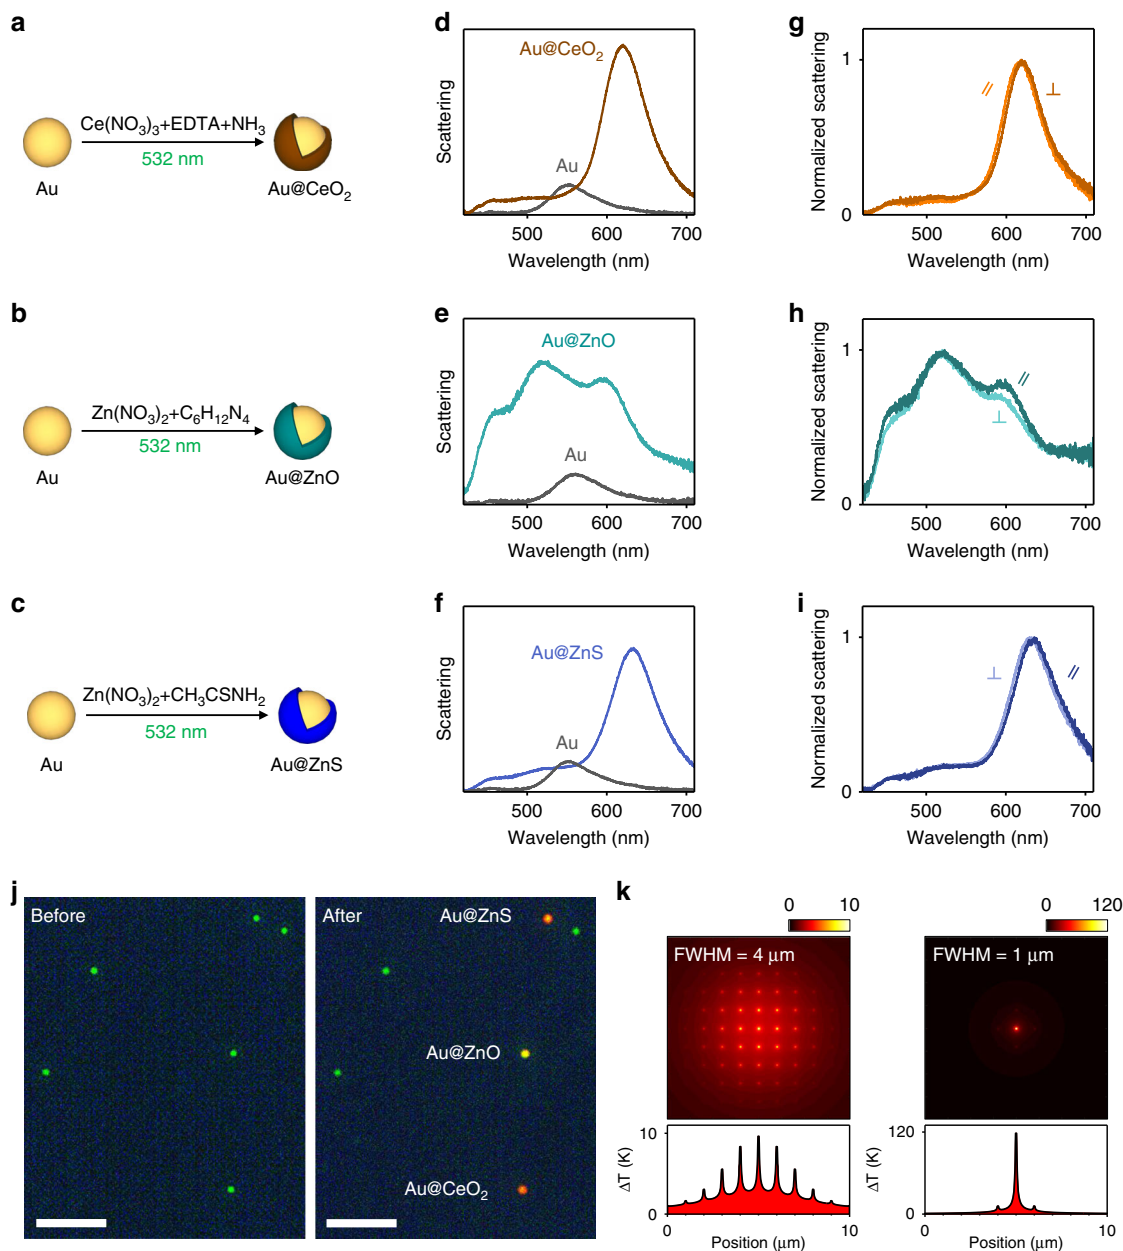 a
Ce(NO3)3+EDTA+NH3
532 nm
Au
Au@CeO2
d
Scattering
Au@CeO2
Au
500
600
700
Wavelength (nm)
g
Normalized scattering
1
0
//
⊥
500
600
700
Wavelength (nm)
b
Zn(NO3)2+C6H12N4
532 nm
Au
Au@ZnO
e
Scattering
Au@ZnO
Au
500
600
700
Wavelength (nm)
h
Normalized scattering
1
0
//
⊥
500
600
700
Wavelength (nm)
c
Zn(NO3)2+CH3CSNH2
532 nm
Au
Au@ZnS
f
Scattering
Au@ZnS
Au
500
600
700
Wavelength (nm)
i
Normalized scattering
1
0
⊥
//
500
600
700
Wavelength (nm)
j
Before
After
Au@ZnS
Au@ZnO
Au@CeO2
k
0
10
FWHM = 4 μm
10
ΔT (K)
0
0
10
Position (μm)
0
120
FWHM = 1 μm
120
ΔT (K)
0
0
10
Position (μm)